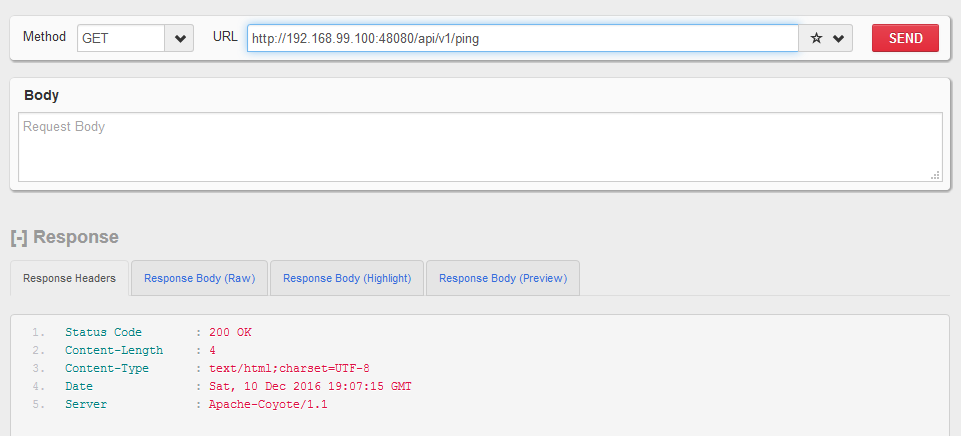 Method GET URL http://192.168.99.100:48080/api/v1/ping SEND
Body
Request Body
[-] Response
Response Headers Response Body (Raw) Response Body (Highlight) Response Body (Preview)
1. Status Code : 200 OK
2. Content-Length : 4
3. Content-Type : text/html;charset=UTF-8
4. Date : Sat, 10 Dec 2016 19:07:15 GMT
5. Server : Apache-Coyote/1.1